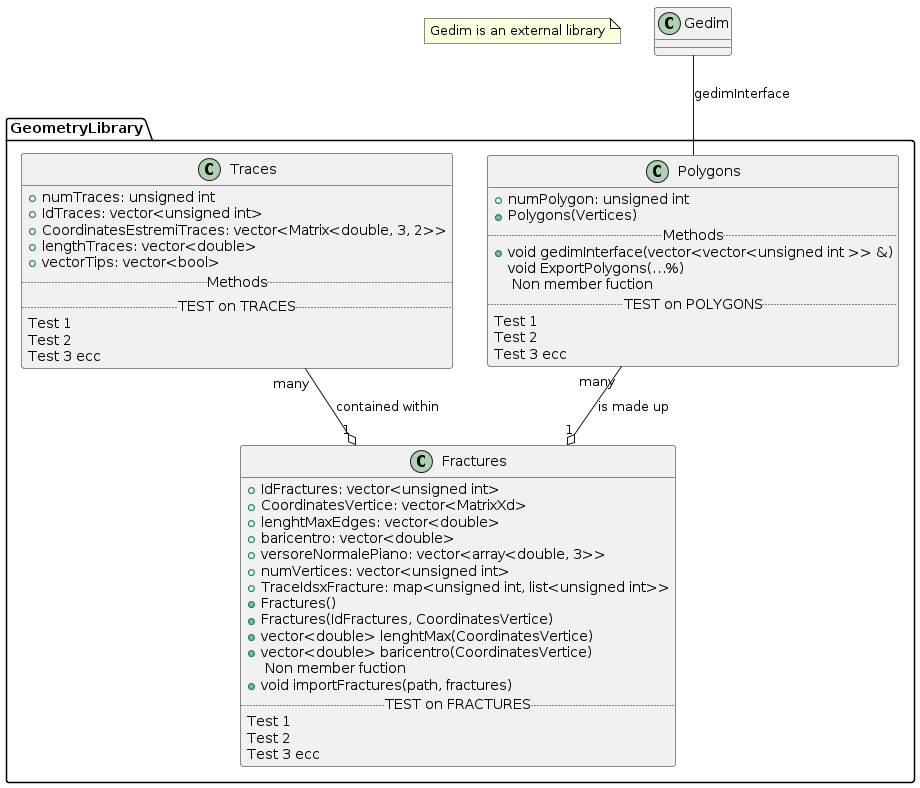 Gedim is an external library
C Gedim
gedimInterface
GeometryLibrary
C Traces
numTraces: unsigned int
IdTraces: vector<unsigned int>
CoordinatesEstremiTraces: vector<Matrix<double, 3, 2>>
lengthTraces: vector<double>
vectorTips: vector<bool>
Methods
TEST on TRACES
Test 1
Test 2
Test 3 ecc
C Polygons
numPolygon: unsigned int
Polygons(Vertices)
Methods
void gedimInterface(vector<vector<unsigned int >> &)
void ExportPolygons(...%)
Non member fuction
TEST on POLYGONS
Test 1
Test 2
Test 3 ecc
many
contained within
1
many
is made up
1
C Fractures
IdFractures: vector<unsigned int>
CoordinatesVertice: vector<MatrixXd>
lenghtMaxEdges: vector<double>
baricentro: vector<double>
versoreNormalePiano: vector<array<double, 3>>
numVertices: vector<unsigned int>
TraceIdsxFracture: map<unsigned int, list<unsigned int>>
Fractures()
Fractures(IdFractures, CoordinatesVertice)
vector<double> lenghtMax(CoordinatesVertice)
vector<double> baricentro(CoordinatesVertice)
Non member fuction
void importFractures(path, fractures)
TEST on FRACTURES
Test 1
Test 2
Test 3 ecc